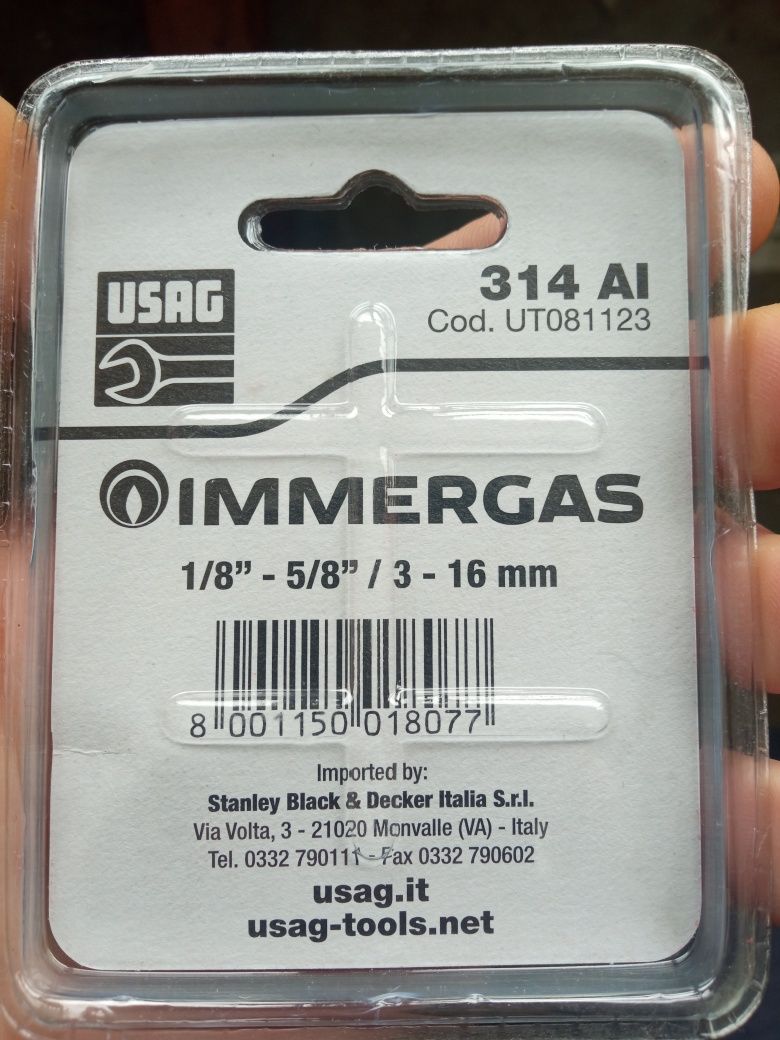 USAG
314 AI
Cod. UT081123
IMMERGAS
1/8” - 5/8” / 3 - 16 mm
8 001150 018077
Imported by:
Stanley Black & Decker Italia S.r.l.
Via Volta, 3 - 21020 Monvalle (VA) - Italy
Tel. 0332 790111 - Fax 0332 790602
usag.it
usag-tools.net